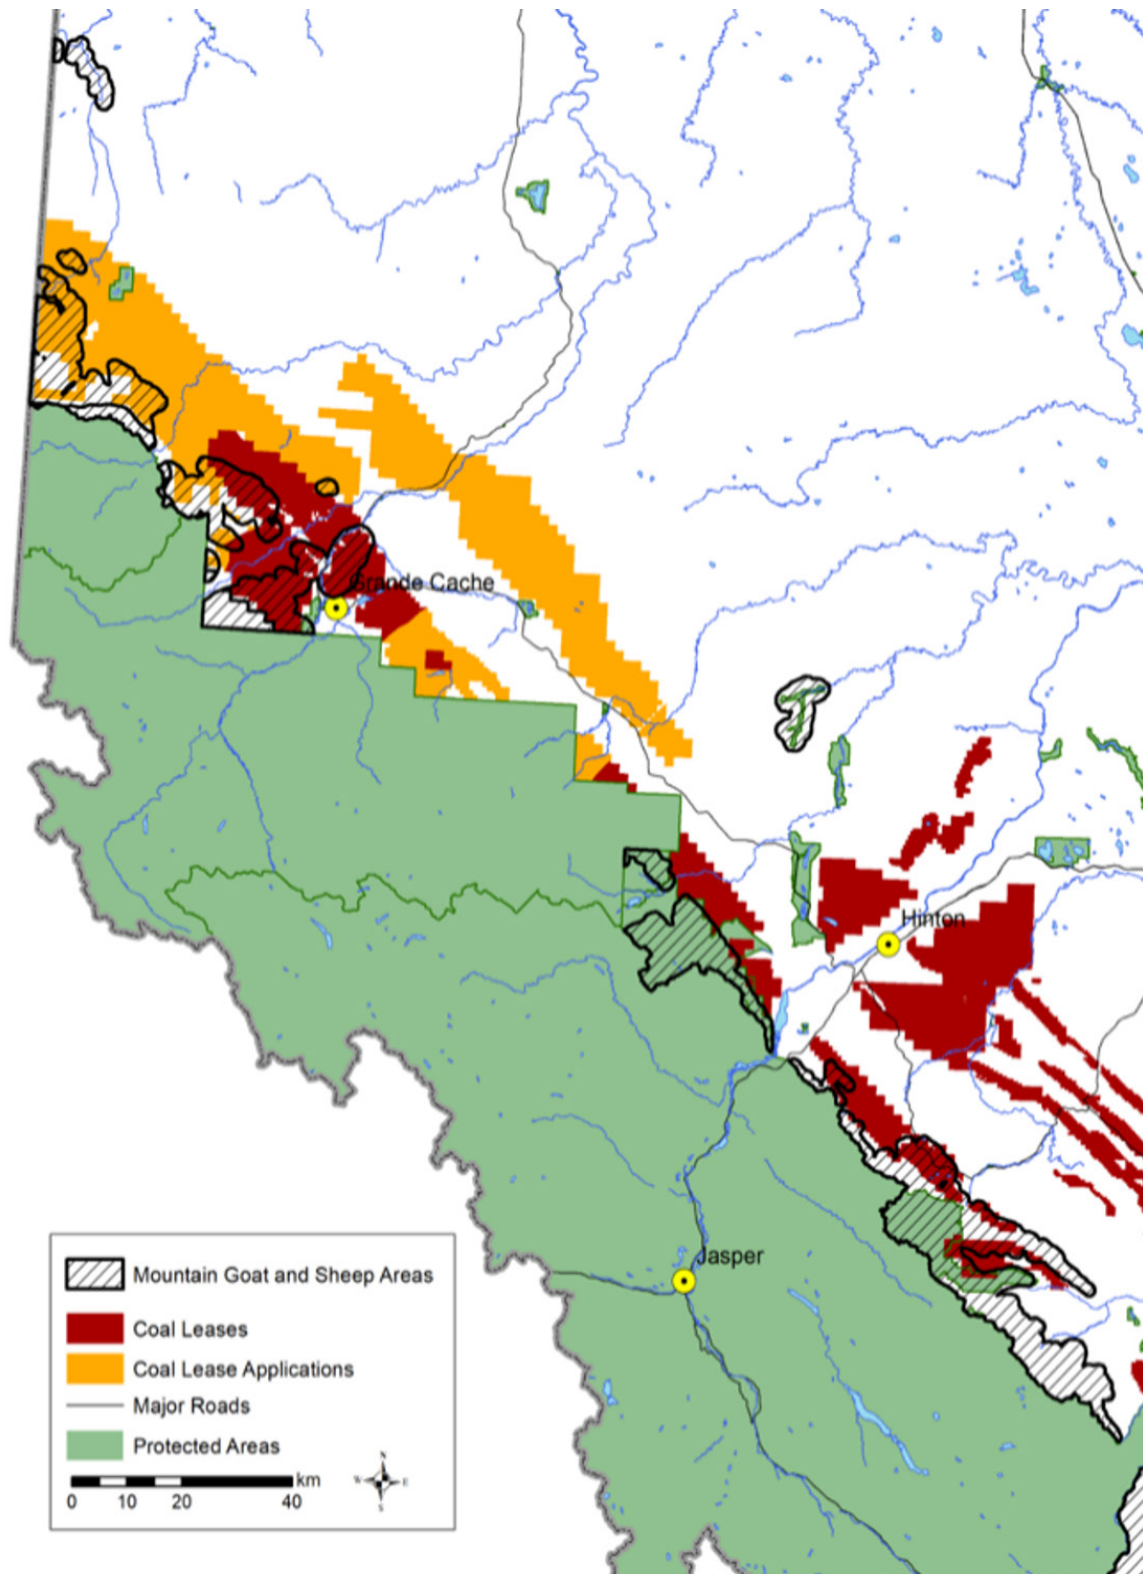 Grande Cache
Hinton
Jasper
Mountain Goat and Sheep Areas
Coal Leases
Coal Lease Applications
Major Roads
Protected Areas
km
0 10 20 40
N
W E
S